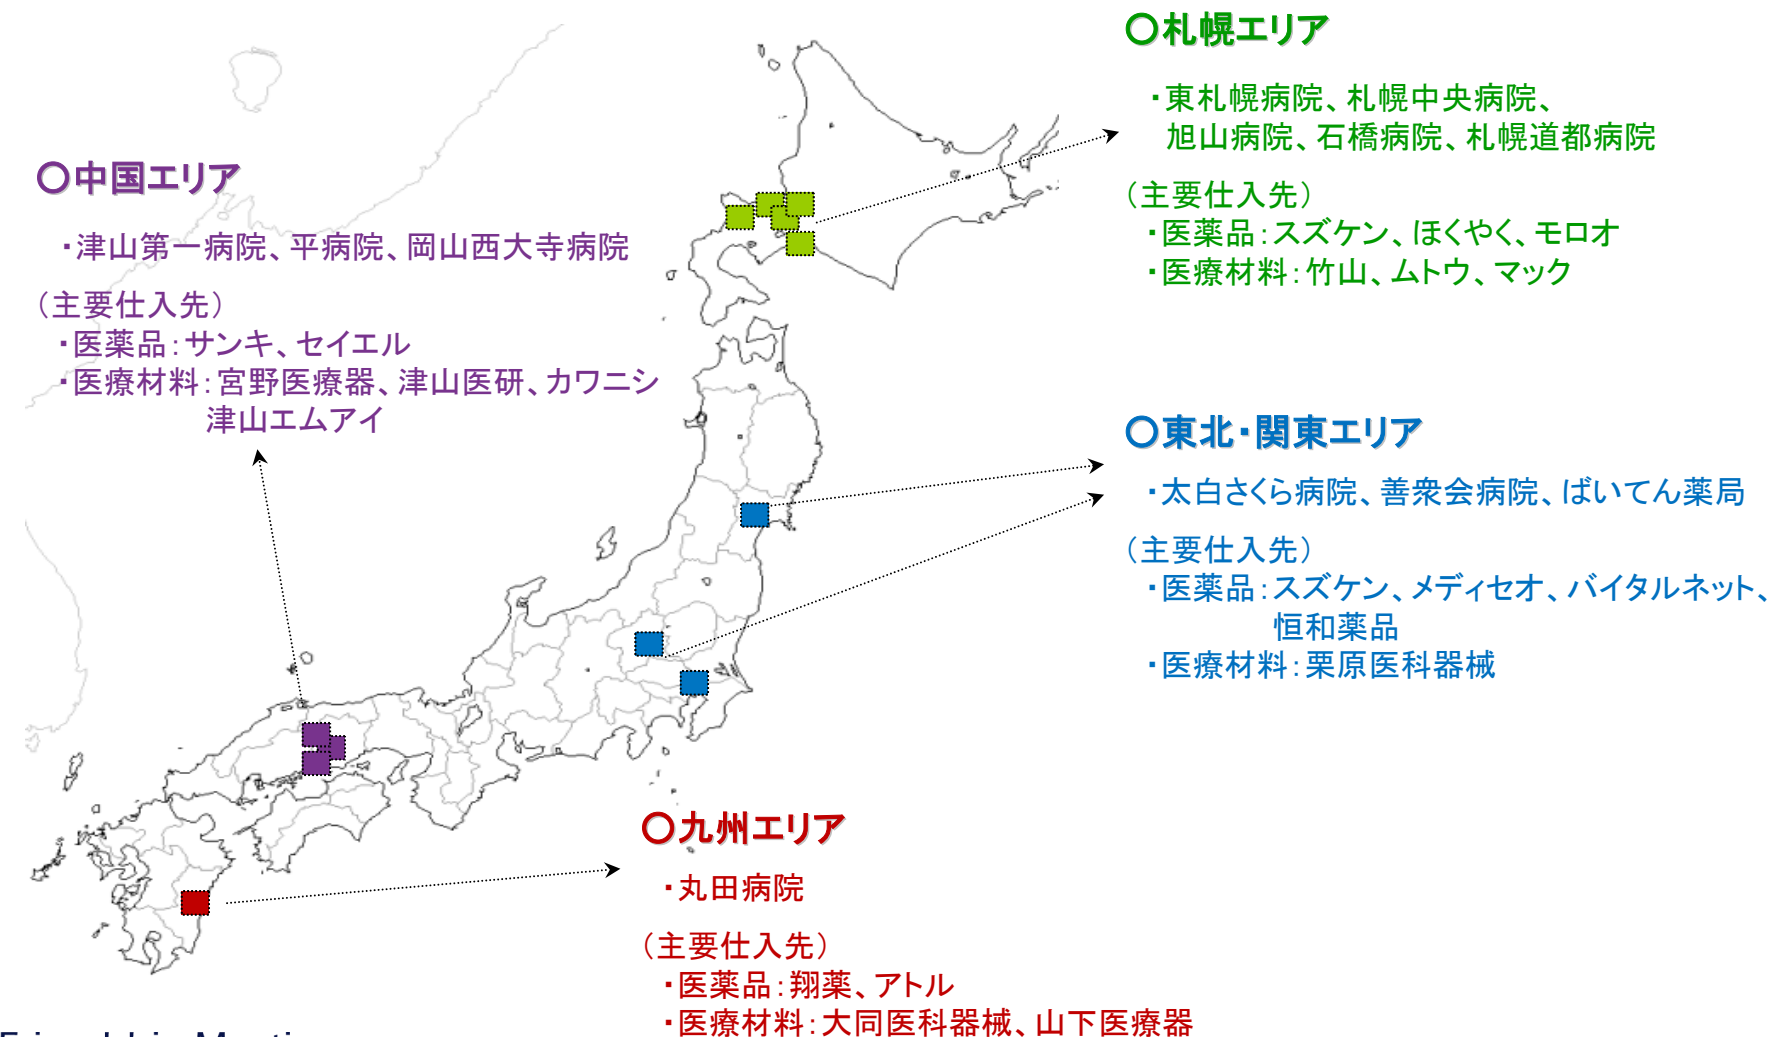 〇札幌エリア
・東札幌病院、札幌中央病院、
旭山病院、石橋病院、札幌道都病院
（主要仕入先）
・医薬品：スズケン、ほくやく、モロオ
・医療材料：竹山、ムトウ、マック
〇中国エリア
・津山第一病院、平病院、岡山西大寺病院
（主要仕入先）
・医薬品：サンキ、セイエル
・医療材料：宮野医療器、津山医研、カワニシ
津山エムアイ
〇東北・関東エリア
・太白さくら病院、善衆会病院、ばいてん薬局
（主要仕入先）
・医薬品：スズケン、メディセオ、バイタルネット、
恒和薬品
・医療材料：栗原医科器械
〇九州エリア
・丸田病院
（主要仕入先）
・医薬品：翔薬、アトル
・医療材料：大同医科器械、山下医療器